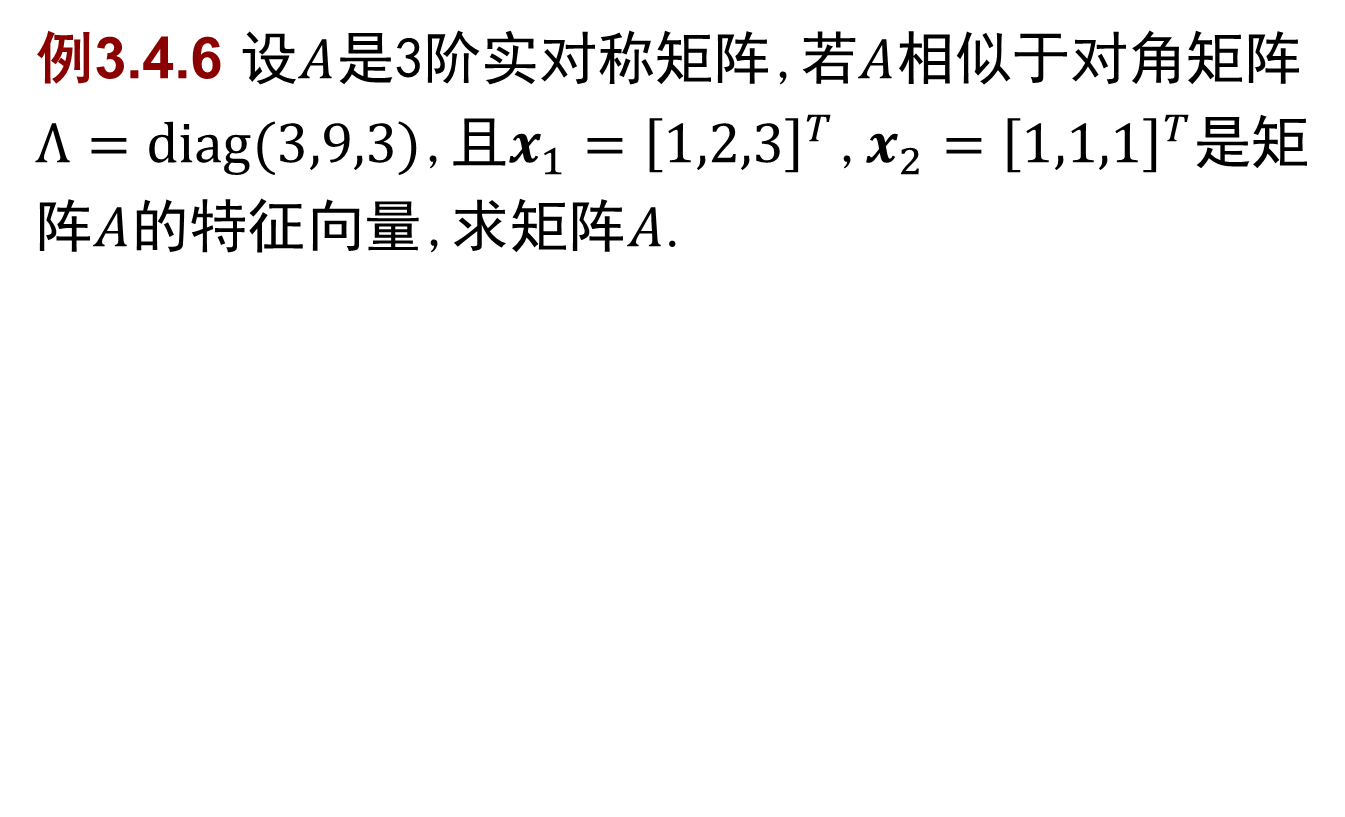 例3.4.6 设A是3阶实对称矩阵,若A相似于对角矩阵
Λ = diag(3,9,3),且x₁ = [1,2,3]ᵀ,x₂ = [1,1,1]ᵀ是矩
阵A的特征向量,求矩阵A.